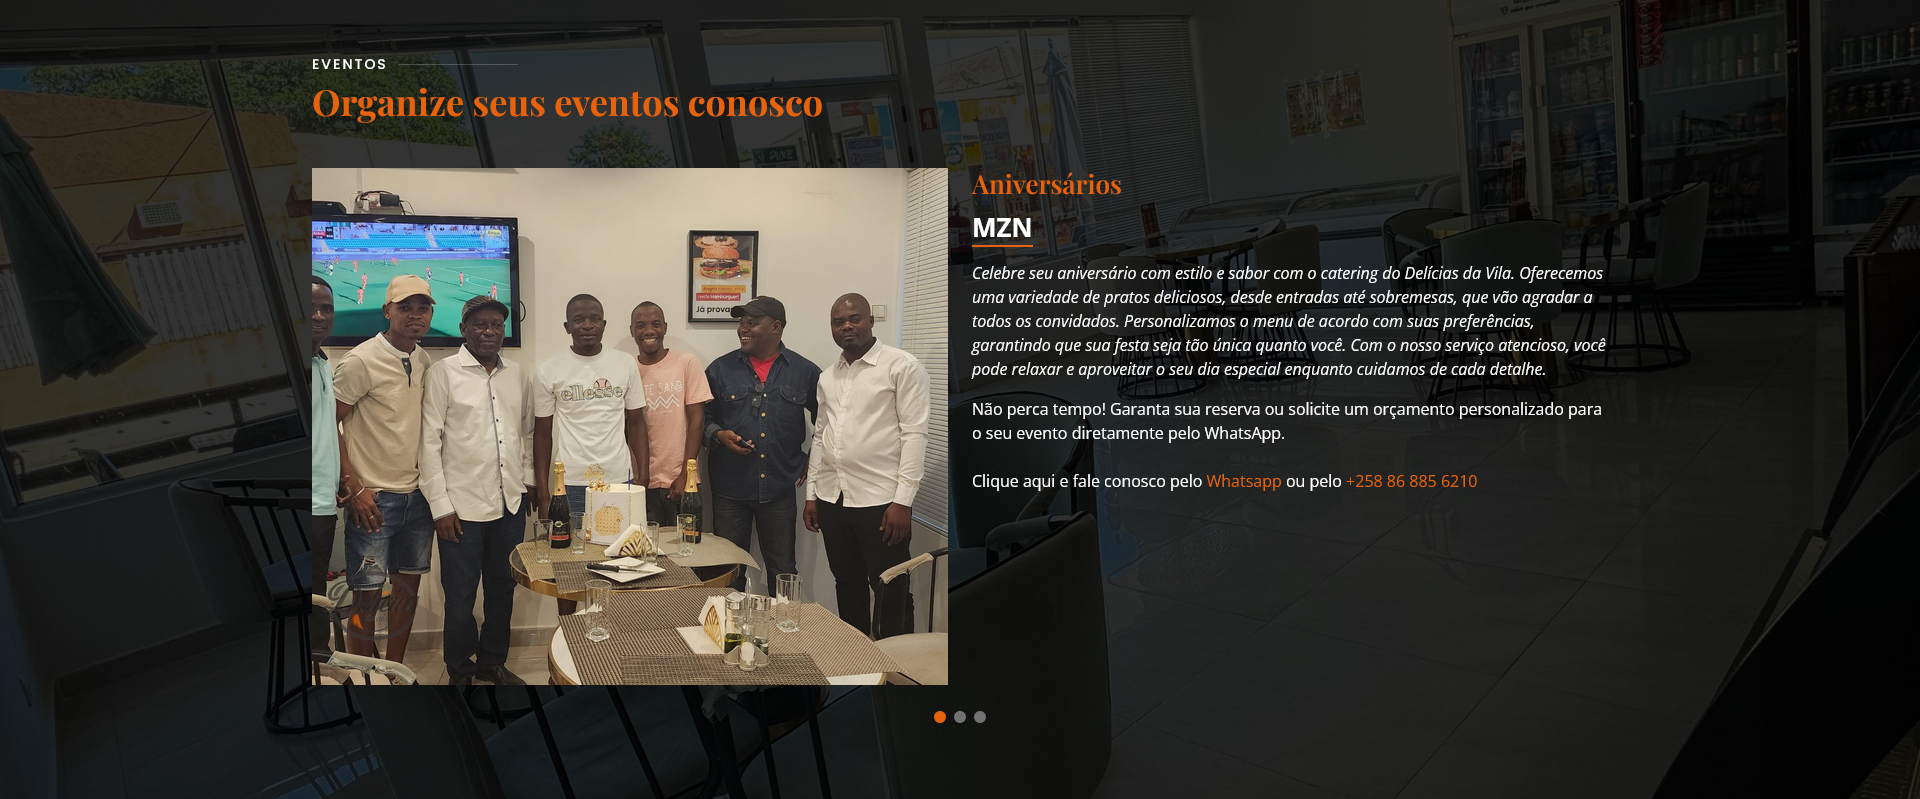 EVENTOS
Organize seus eventos conosco
Aniversários
MZN
Celebre seu aniversário com estilo e sabor com o catering do Delícias da Vila. Oferecemos
uma variedade de pratos deliciosos, desde entradas até sobremesas, que vão agradar a
todos os convidados. Personalizamos o menu de acordo com suas preferências,
garantindo que sua festa seja tão única quanto você. Com o nosso serviço atencioso, você
pode relaxar e aproveitar o seu dia especial enquanto cuidamos de cada detalhe.
Não perca tempo! Garanta sua reserva ou solicite um orçamento personalizado para
o seu evento diretamente pelo WhatsApp.
Clique aqui e fale conosco pelo Whatsapp ou pelo +258 86 885 6210
Já prova
ellesse